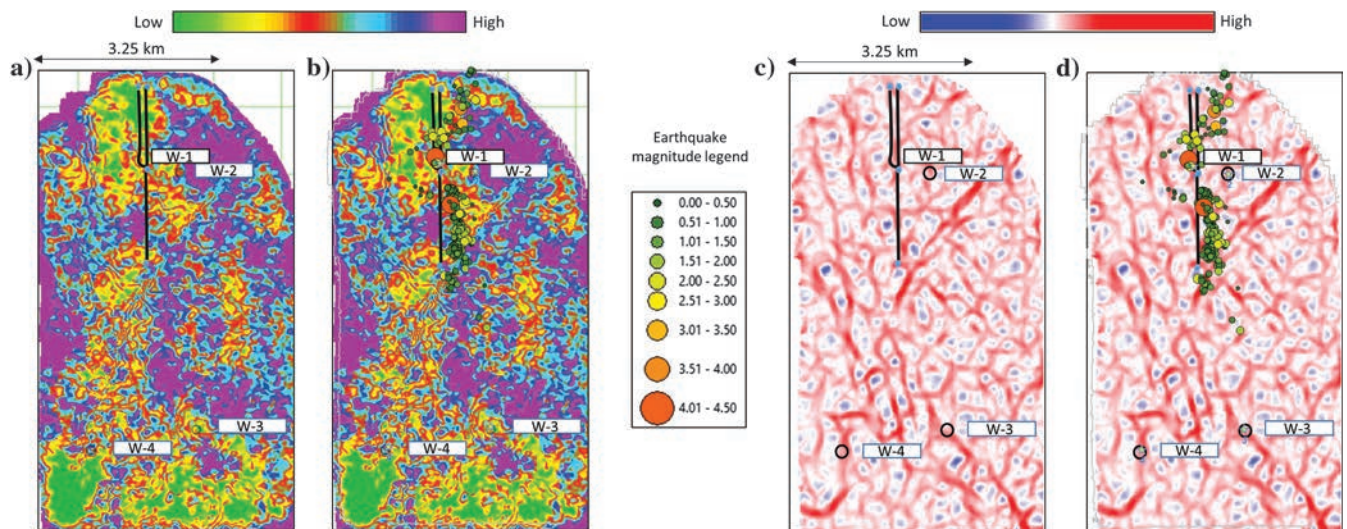 Low
High
Low
High
3.25 km
3.25 km
a)
b)
c)
d)
Earthquake
magnitude legend
0.00 - 0.50
0.51 - 1.00
1.01 - 1.50
1.51 - 2.00
2.00 - 2.50
2.51 - 3.00
3.01 - 3.50
3.51 - 4.00
4.01 - 4.50
W-1
W-2
W-3
W-4
W-1
W-2
W-3
W-4
W-1
W-2
W-3
W-4
W-1
W-2
W-3
W-4